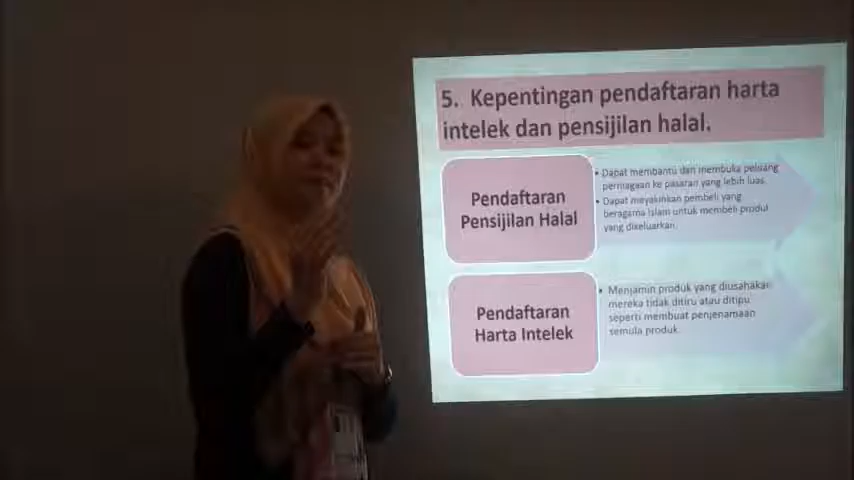 5. Kepentingan pendaftaran harta
intelek dan pensijilan halal.
Pendaftaran
Pensijilan Halal
• Dapat membantu dan membuka peluang
perniagaan ke pasaran yang lebih luas.
• Dapat meyakinkan pembeli yang
beragama Islam untuk membeli produk
yang dikeluarkan.
Pendaftaran
Harta Intelek
• Menjamin produk yang diusahakan
mereka tidak ditiru atau ditipu
seperti membuat penjenamaan
semula produk.